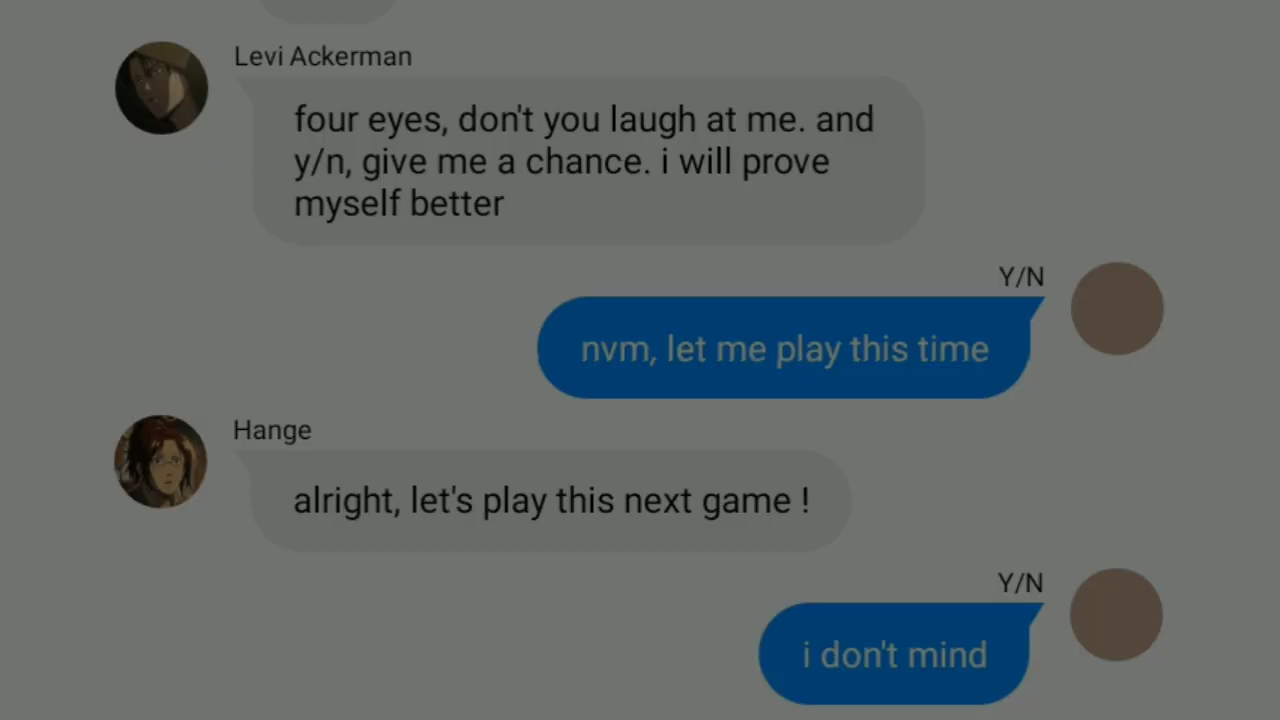 Levi Ackerman
four eyes, don't you laugh at me. and
y/n, give me a chance. i will prove
myself better
Y/N
nvm, let me play this time
Hange
alright, let's play this next game !
Y/N
i don't mind